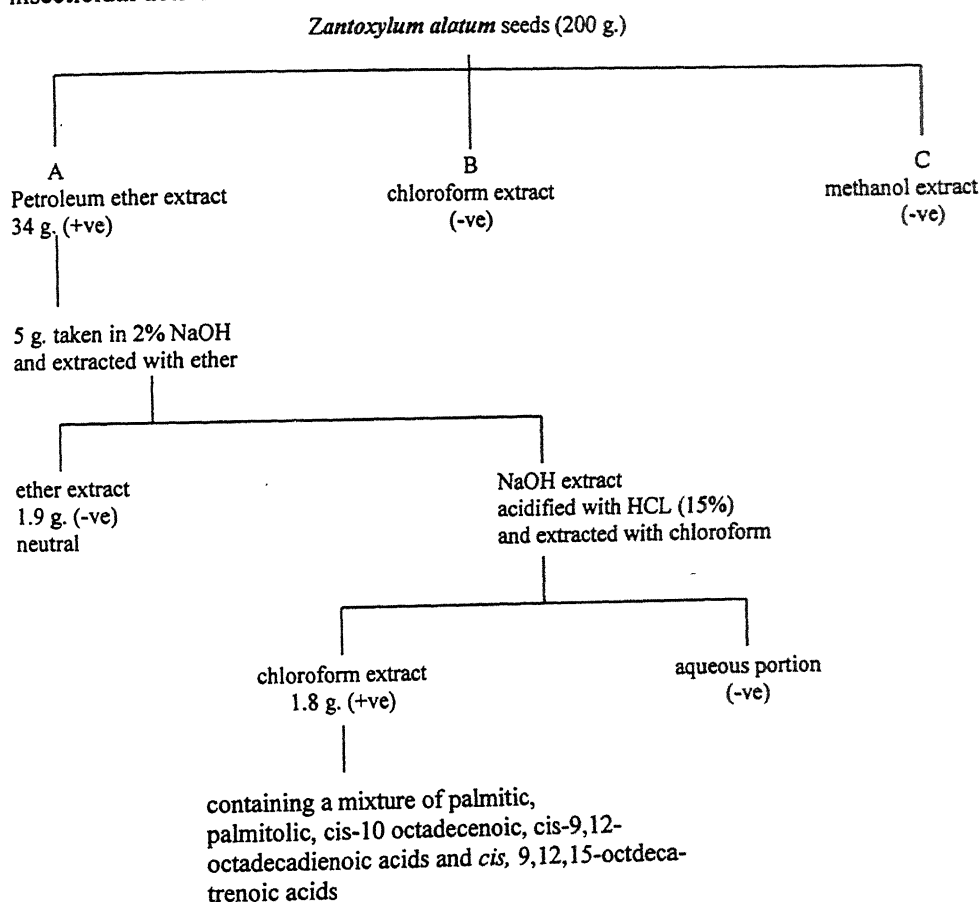 Zantoxylum alatum seeds (200 g.)
A
Petroleum ether extract
34 g. (+ve)
B
chloroform extract
(-ve)
C
methanol extract
(-ve)
5 g. taken in 2% NaOH
and extracted with ether
ether extract
1.9 g. (-ve)
neutral
NaOH extract
acidified with HCL (15%)
and extracted with chloroform
chloroform extract
1.8 g. (+ve)
aqueous portion
(-ve)
containing a mixture of palmitic,
palmitolic, cis-10 octadecenoic, cis-9,12-
octadecadienoic acids and cis, 9,12,15-octdeca-
trenoic acids